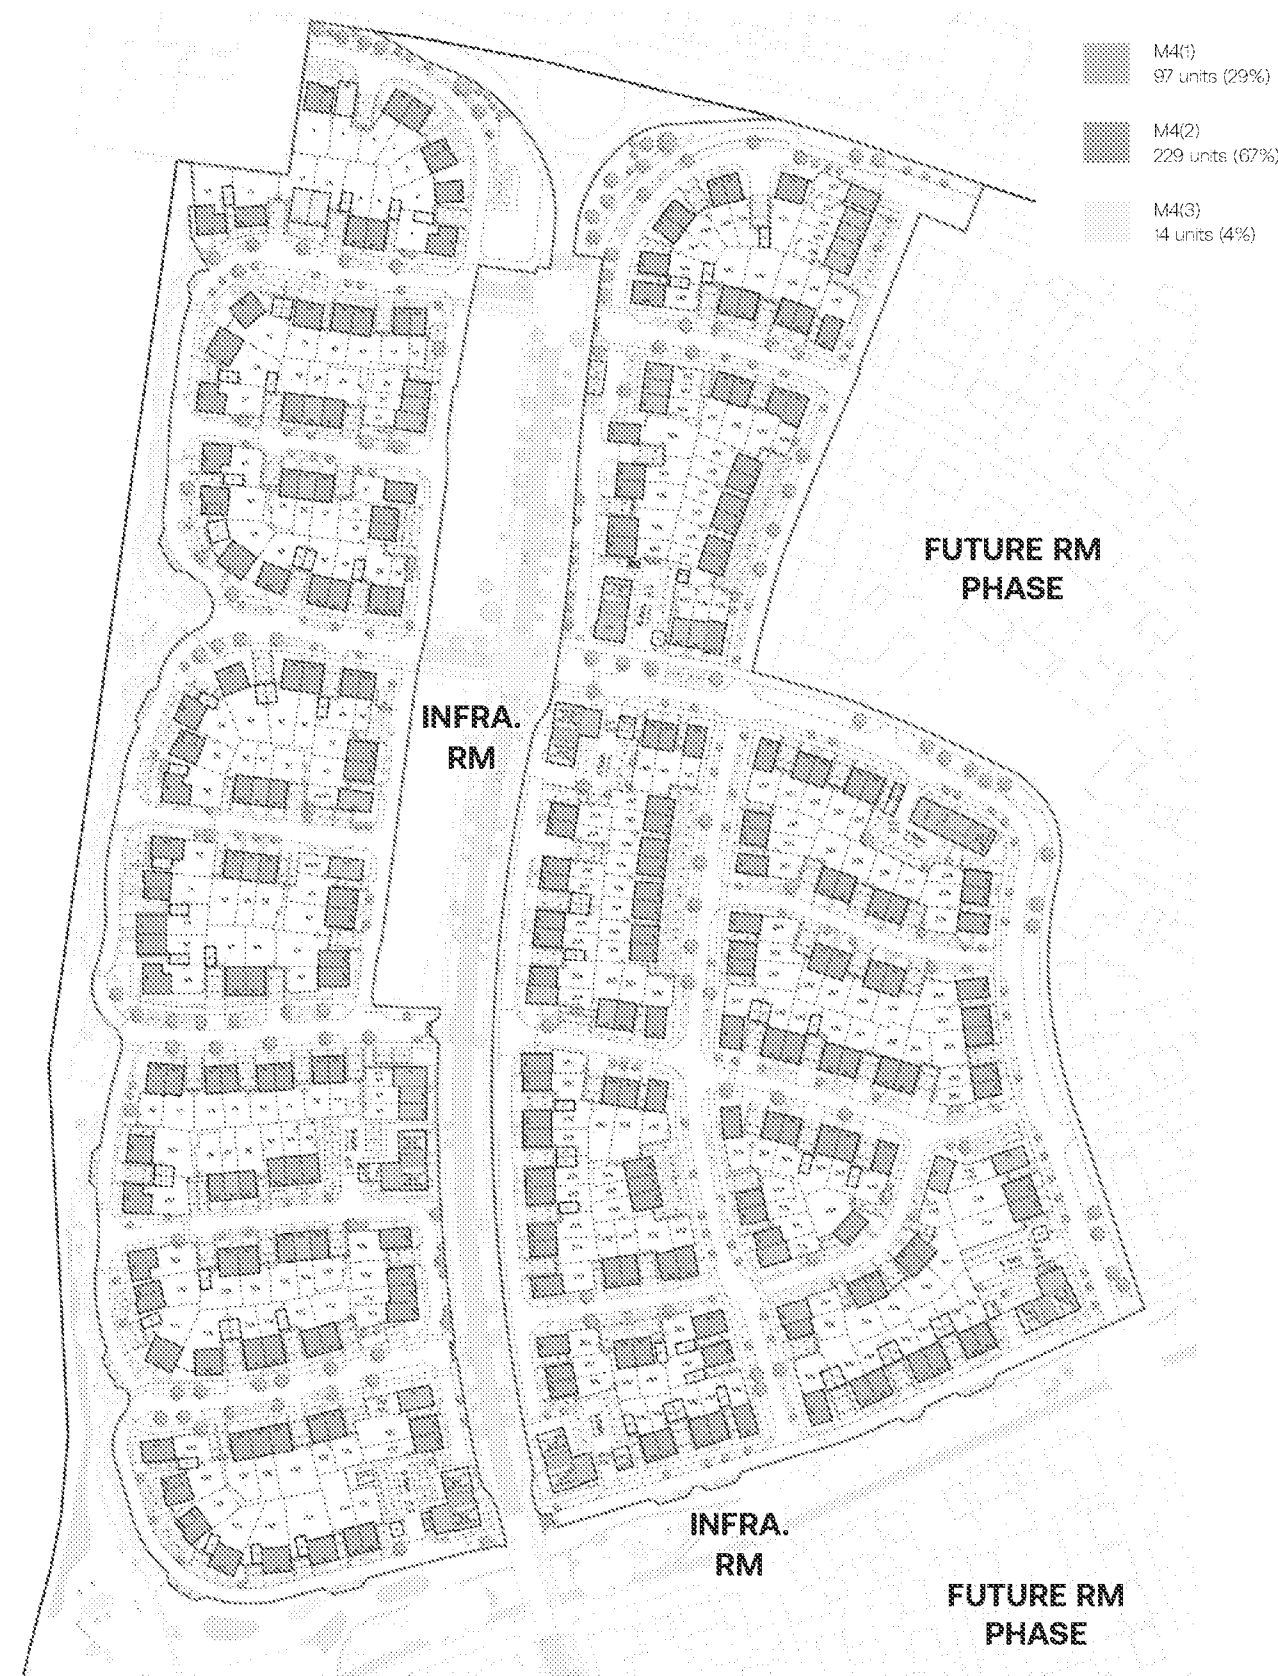 M4(1)
97 units (29%)
M4(2)
229 units (67%)
M4(3)
14 units (4%)
FUTURE RM
PHASE
INFRA.
RM
INFRA.
RM
FUTURE RM
PHASE